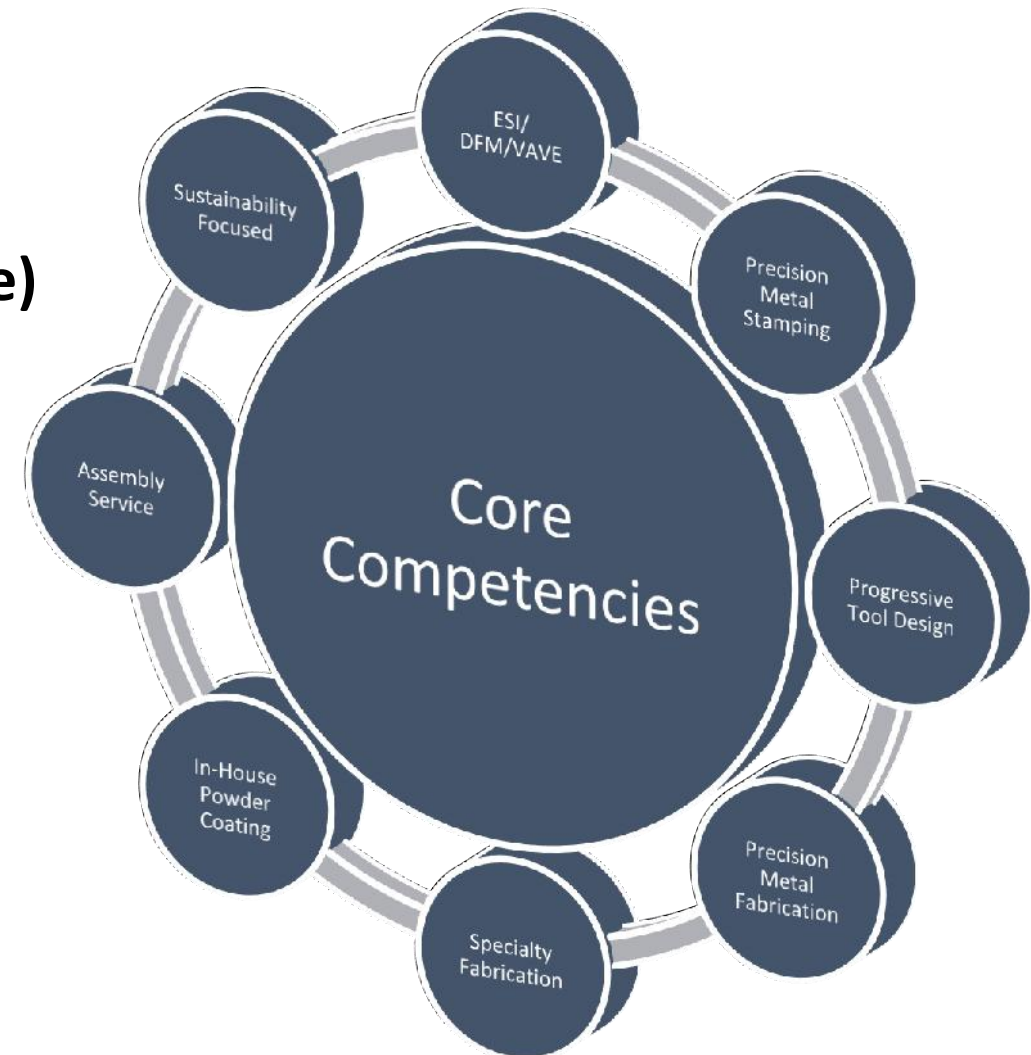 e)
ESI/
DFM/VAVE
Precision
Metal
Stamping
Progressive
Tool Design
Precision
Metal
Fabrication
Specialty
Fabrication
In-House
Powder
Coating
Assembly
Service
Sustainability
Focused
Core
Competencies